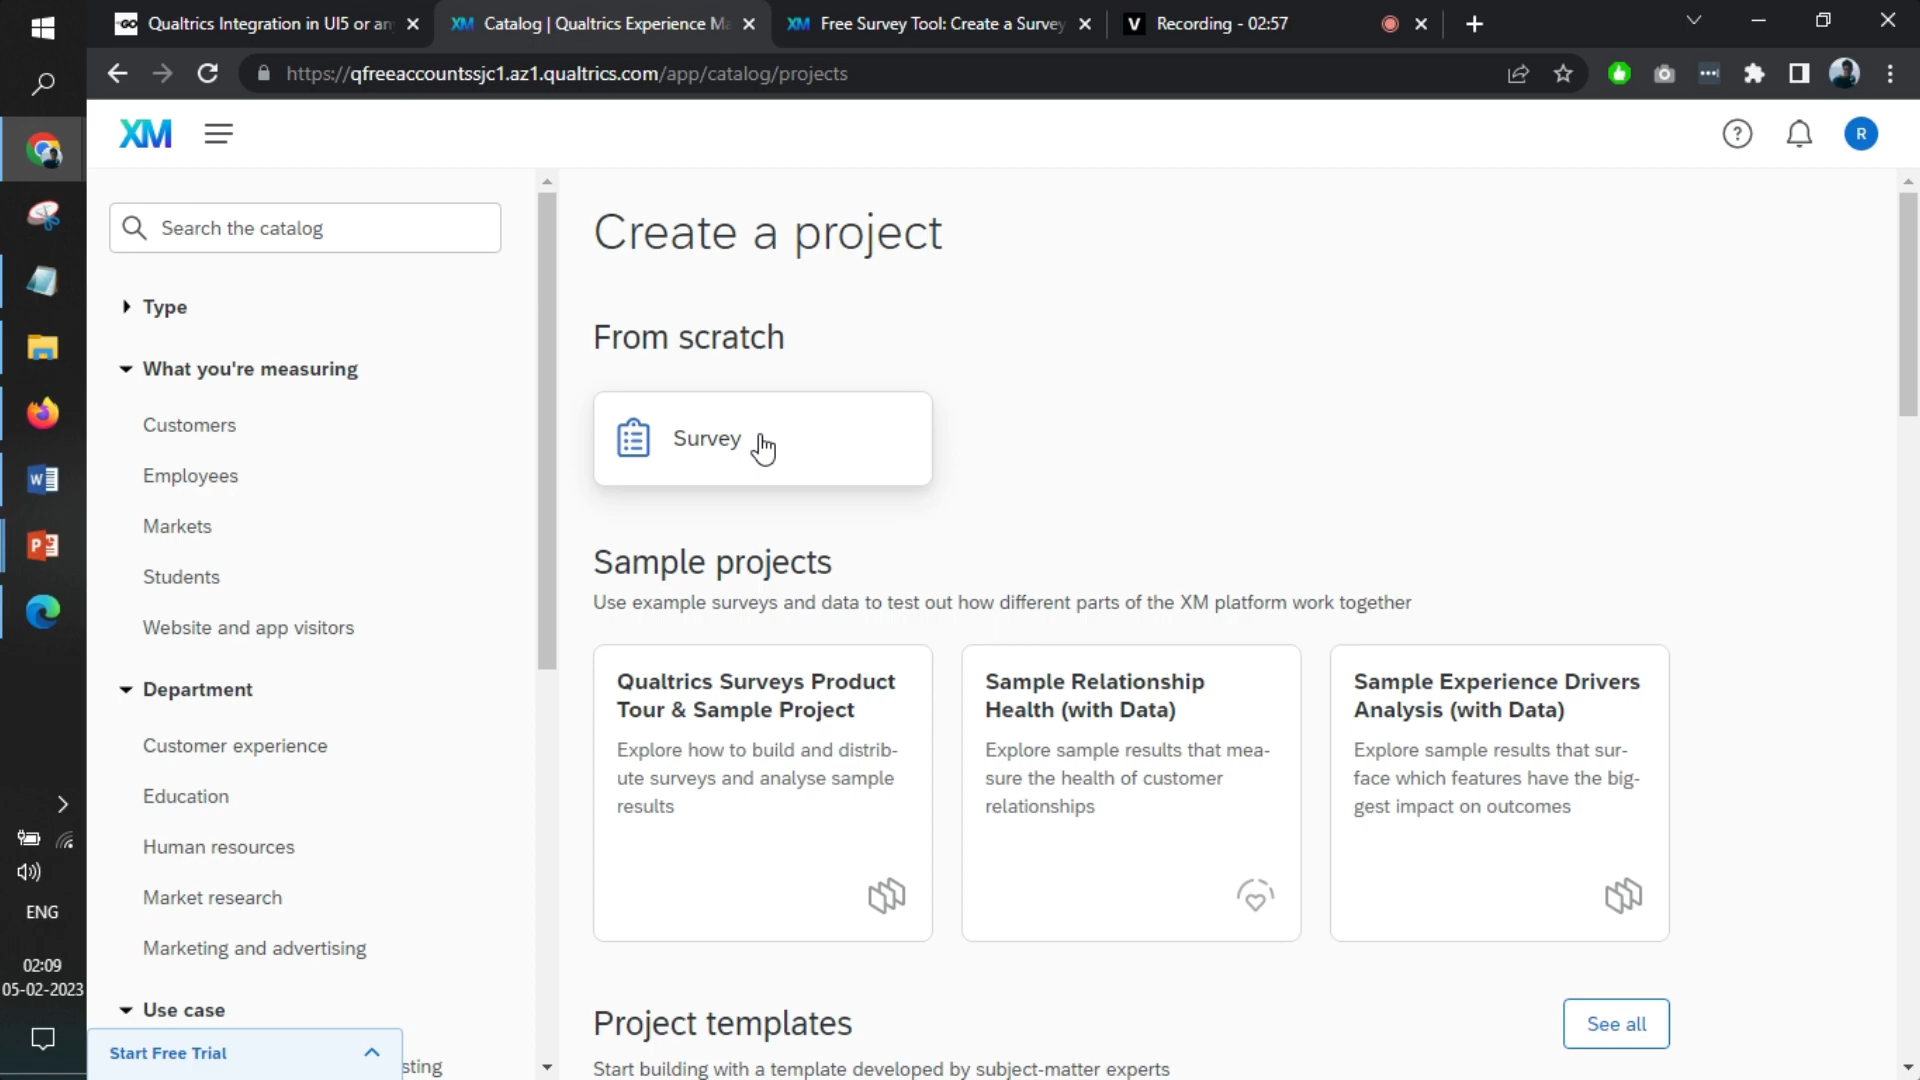 Qualtrics Integration in UI5 or an
Catalog | Qualtrics Experience Ma
Free Survey Tool: Create a Survey
Recording - 02:57
https://qfreeaccountssjc1.az1.qualtrics.com/app/catalog/projects
XM
R
Search the catalog
Type
What you're measuring
Customers
Employees
Markets
Students
Website and app visitors
Department
Customer experience
Education
Human resources
Market research
Marketing and advertising
Use case
sting
Start Free Trial
Create a project
From scratch
Survey
Sample projects
Use example surveys and data to test out how different parts of the XM platform work together
Qualtrics Surveys Product
Tour & Sample Project
Explore how to build and distrib-
ute surveys and analyse sample
results
Sample Relationship
Health (with Data)
Explore sample results that mea-
sure the health of customer
relationships
Sample Experience Drivers
Analysis (with Data)
Explore sample results that sur-
face which features have the big-
gest impact on outcomes
Project templates
See all
Start building with a template developed by subject-matter experts
ENG
02:09
05-02-2023